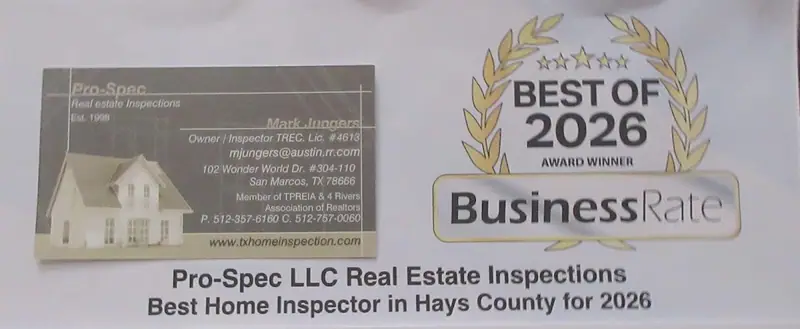 Pro-Spec
Real estate Inspections
Est. 1998
Mark Jungers
Owner / Inspector TREC. Lic. #4613
mjungers@austin.rr.com
102 Wonder World Dr. #304-110
San Marcos, TX 78666
Member of TPREIA & 4 Rivers
Association of Realtors
P. 512-357-6160 C. 512-757-0060
www.txhomeinspection.com
BEST OF
2026
AWARD WINNER
BusinessRate
Pro-Spec LLC Real Estate Inspections
Best Home Inspector in Hays County for 2026